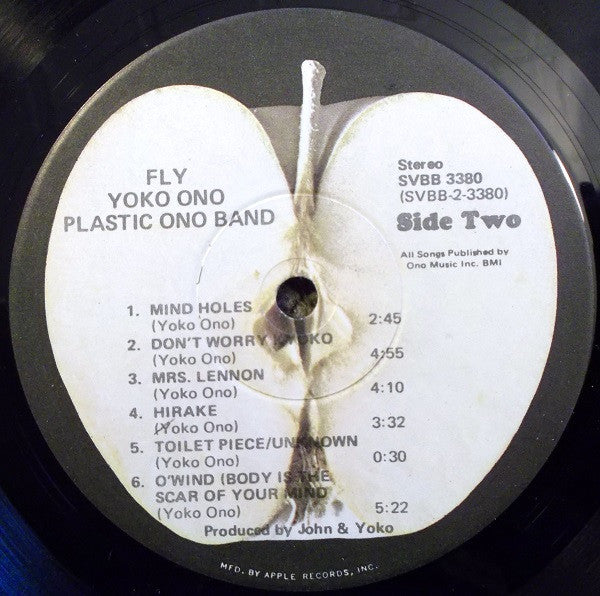 FLY
YOKO ONO
PLASTIC ONO BAND
Stereo
SVBB 3380
(SVBB-2-3380)
Side Two
All Songs Published by
Ono Music Inc. BMI
1. MIND HOLES
(Yoko Ono) 2:45
2. DON'T WORRY KYOKO
(Yoko Ono) 4:55
3. MRS. LENNON
(Yoko Ono) 4:10
4. HIRAKE
(Yoko Ono) 3:32
5. TOILET PIECE/UNKNOWN
(Yoko Ono) 0:30
6. O'WIND (BODY IS THE
SCAR OF YOUR MIND
(Yoko Ono) 5:22
Produced by John & Yoko
MFD. BY APPLE RECORDS, INC.